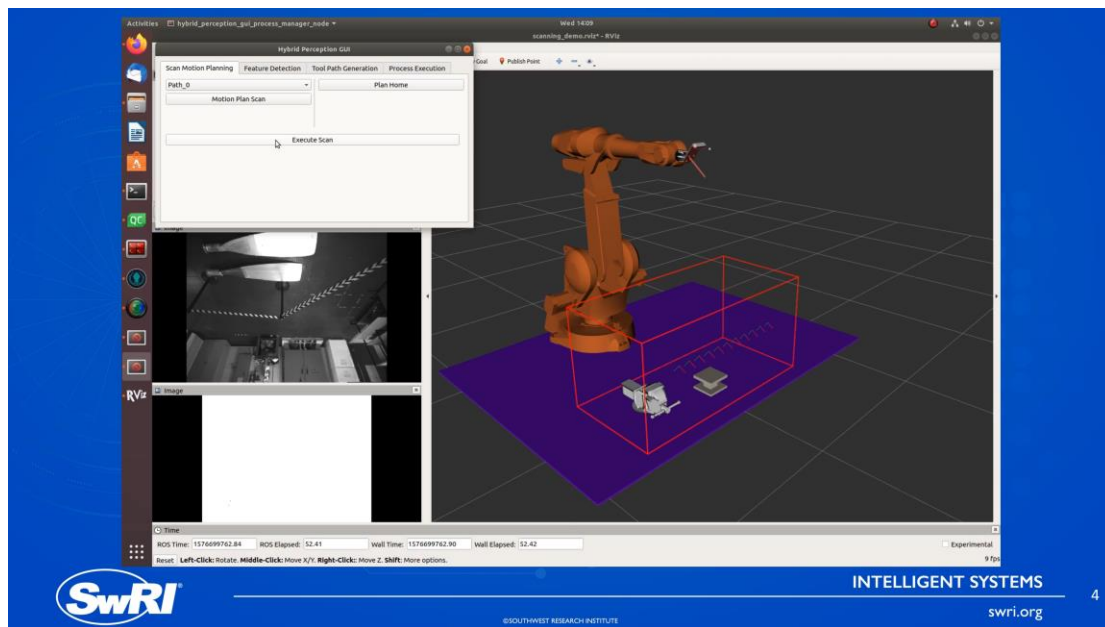 Activities hybrid_perception_gui_process_manager_node Wed 14:09
scanning_demo.rviz* - RViz
Hybrid Perception GUI
Goal Publish Point
Scan Motion Planning Feature Detection Tool Path Generation Process Execution
Path_0 Plan Home
Motion Plan Scan
Execute Scan
QC
Image
RViz
Image
Time
ROS Time: 1576699762.84 ROS Elapsed: 52.41 Wall Time: 1576699762.90 Wall Elapsed: 52.42 Experimental
Reset Left-Click: Rotate. Middle-Click: Move X/Y. Right-Click: Move Z. Shift: More options. 9 fps
SwRI®
INTELLIGENT SYSTEMS
4
swri.org
©SOUTHWEST RESEARCH INSTITUTE